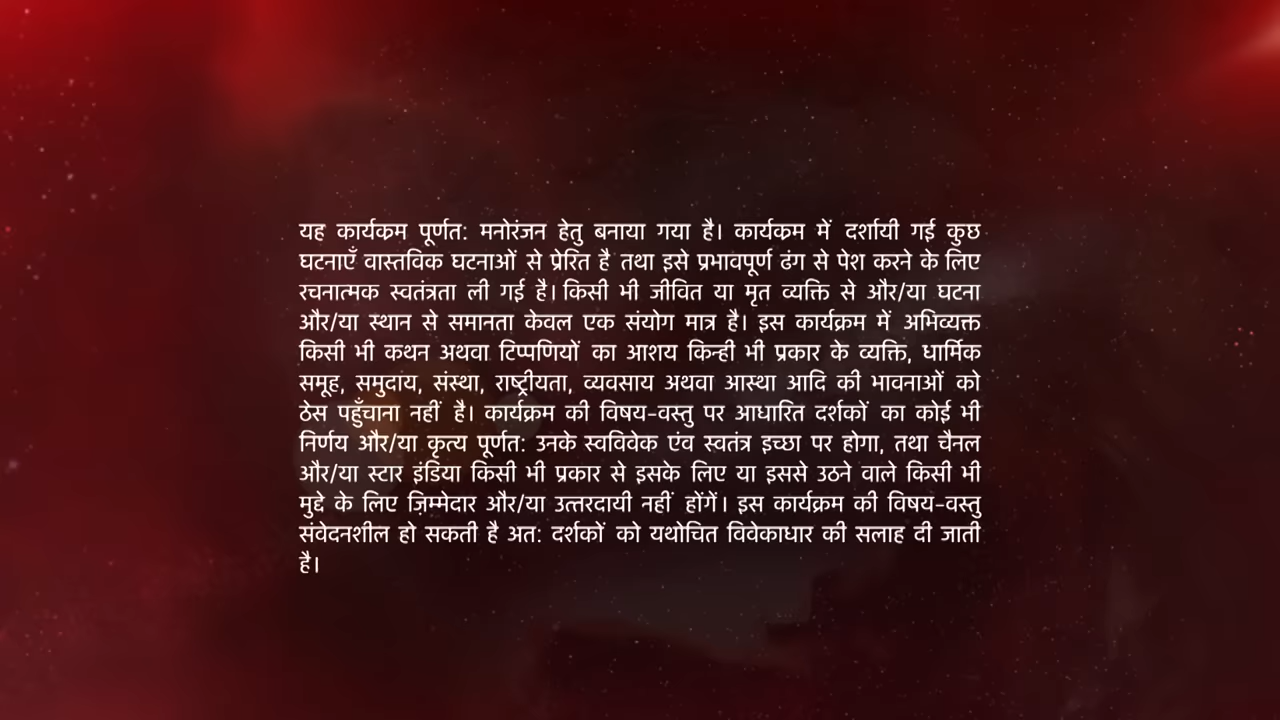 यह कार्यक्रम पूर्णत: मनोरंजन हेतु बनाया गया है। कार्यक्रम में दर्शायी गई कुछ
घटनाएँ वास्तविक घटनाओं से प्रेरित है तथा इसे प्रभावपूर्ण ढंग से पेश करने के लिए
रचनात्मक स्वतंत्रता ली गई है। किसी भी जीवित या मृत व्यक्ति से और/या घटना
और/या स्थान से समानता केवल एक संयोग मात्र है। इस कार्यक्रम में अभिव्यक्त
किसी भी कथन अथवा टिप्पणियों का आशय किन्ही भी प्रकार के व्यक्ति, धार्मिक
समूह, समुदाय, संस्था, राष्ट्रीयता, व्यवसाय अथवा आस्था आदि की भावनाओं को
ठेस पहुँचाना नहीं है। कार्यक्रम की विषय-वस्तु पर आधारित दर्शकों का कोई भी
निर्णय और/या कृत्य पूर्णत: उनके स्वविवेक एंव स्वतंत्र इच्छा पर होगा, तथा चैनल
और/या स्टार इंडिया किसी भी प्रकार से इसके लिए या इससे उठने वाले किसी भी
मुद्दे के लिए ज़िम्मेदार और/या उत्तरदायी नहीं होंगें। इस कार्यक्रम की विषय-वस्तु
संवेदनशील हो सकती है अत: दर्शकों को यथोचित विवेकाधार की सलाह दी जाती
है।